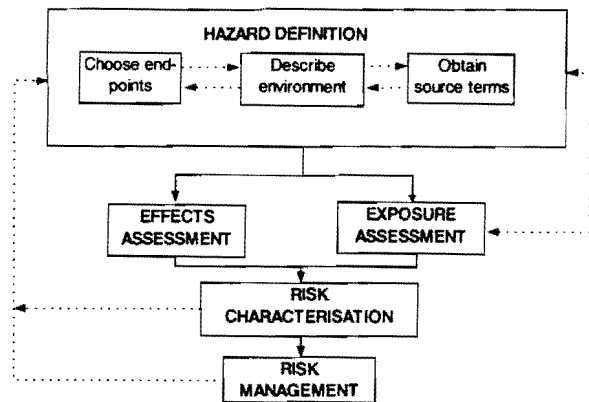 HAZARD DEFINITION
Choose end-
points
Describe
environment
Obtain
source terms
EFFECTS
ASSESSMENT
EXPOSURE
ASSESSMENT
RISK
CHARACTERISATION
RISK
MANAGEMENT